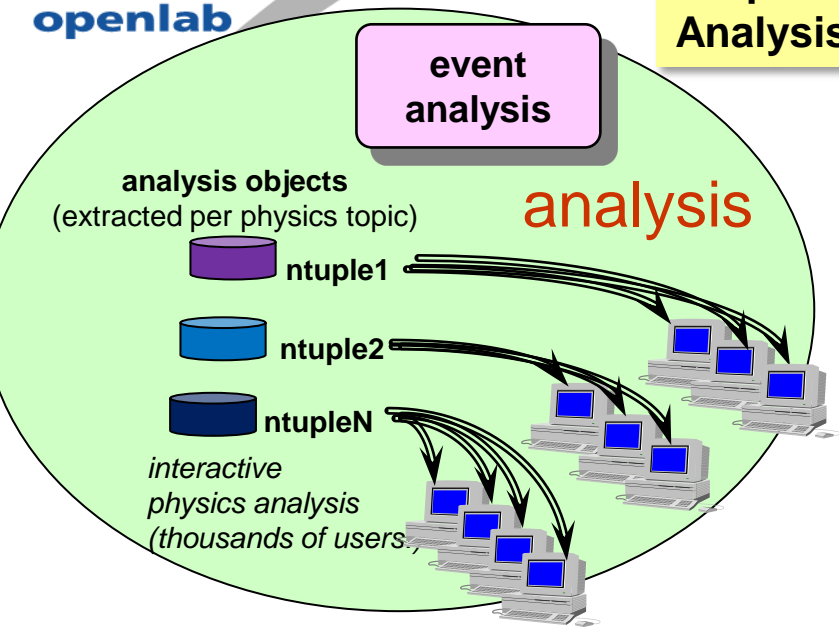 openlab
Analysis
event
analysis
analysis objects
(extracted per physics topic)
analysis
ntuple1
ntuple2
ntupleN
interactive
physics analysis
(thousands of users